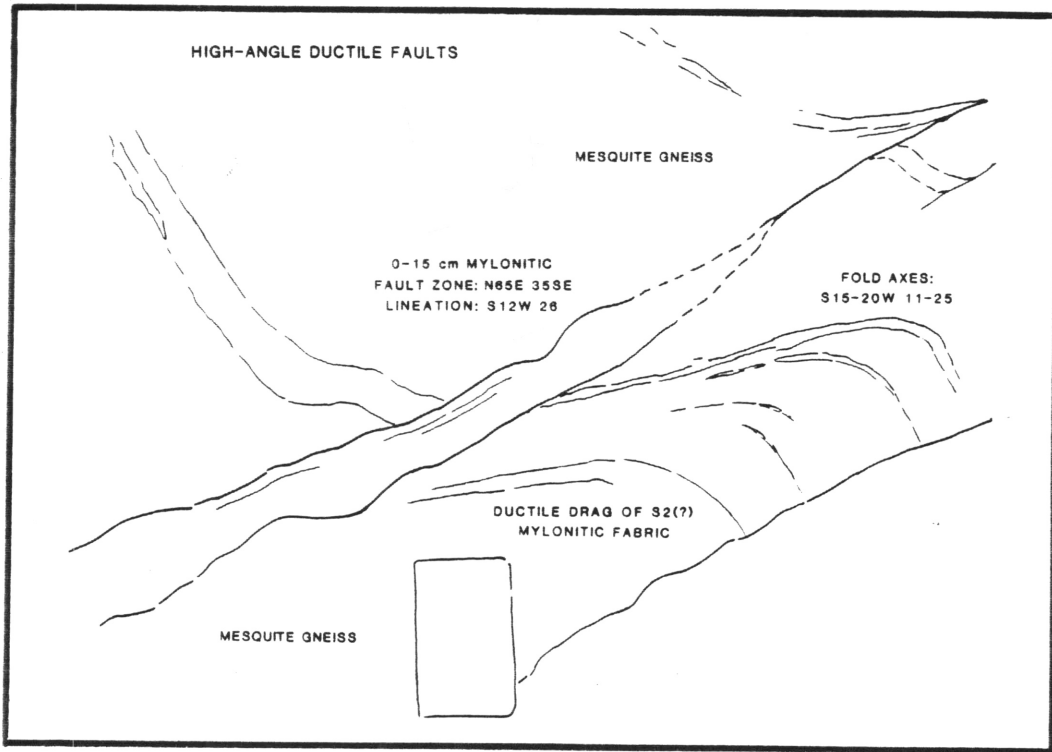 HIGH-ANGLE DUCTILE FAULTS
MESQUITE GNEISS
0-15 cm MYLONITIC
FAULT ZONE: N65E 35SE
LINEATION: S12W 26
FOLD AXES:
S15-20W 11-25
DUCTILE DRAG OF S2(?)
MYLONITIC FABRIC
MESQUITE GNEISS